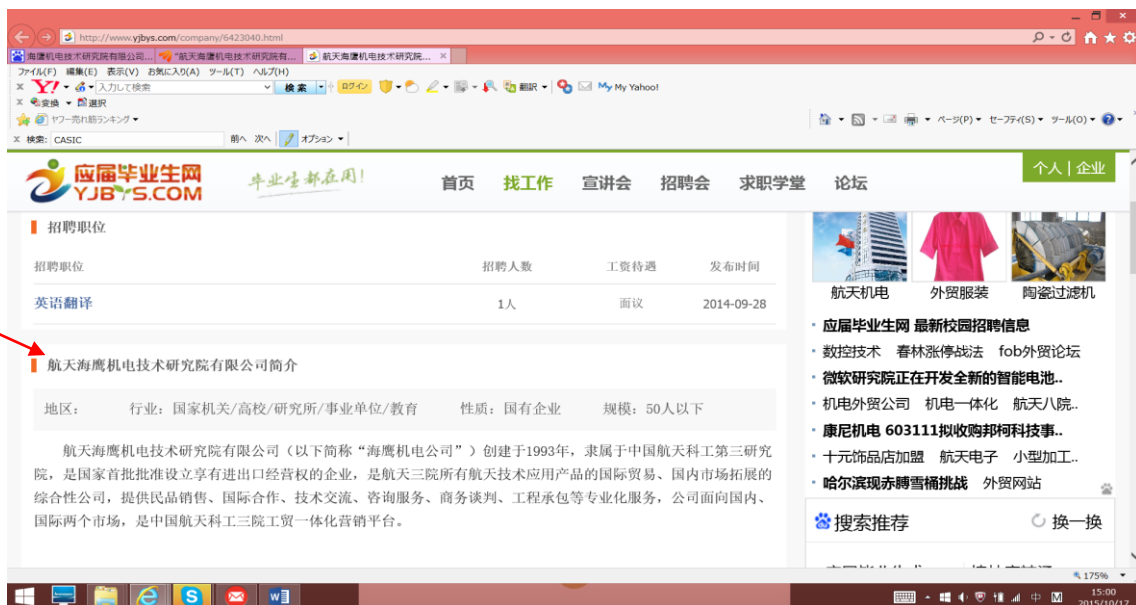 http://www.yjbys.com/company/6423040.html
海鹰机电技术研究院有限公司...
"航天海鹰机电技术研究院有...
航天海鹰机电技术研究院...
ファイル(F) 編集(E) 表示(V) お気に入り(A) ツール(T) ヘルプ(H)
Y! 入力して検索 検索 ログイン 翻訳 My Yahoo!
変換 選択
ヤフー売れ筋ランキング ページ(P) セーフティ(S) ツール(O)
検索: CASIC 前へ 次へ オプション
应届毕业生网
YJBYS.COM
毕业生都在用!
首页 找工作 宣讲会 招聘会 求职学堂 论坛
个人 | 企业
招聘职位
招聘职位 招聘人数 工资待遇 发布时间
英语翻译 1人 面议 2014-09-28
航天海鹰机电技术研究院有限公司简介
地区: 行业:国家机关/高校/研究所/事业单位/教育 性质:国有企业 规模:50人以下
航天海鹰机电技术研究院有限公司(以下简称“海鹰机电公司”)创建于1993年,隶属于中国航天科工第三研究
院,是国家首批批准设立享有进出口经营权的企业,是航天三院所有航天技术应用产品的国际贸易、国内市场拓展的
综合性公司,提供民品销售、国际合作、技术交流、咨询服务、商务谈判、工程承包等专业化服务,公司面向国内、
国际两个市场,是中国航天科工三院工贸一体化营销平台。
航天机电 外贸服装 陶瓷过滤机
应届毕业生网 最新校园招聘信息
数控技术 春林涨停战法 fob外贸论坛
微软研究院正在开发全新的智能电池..
机电外贸公司 机电一体化 航天八院..
康尼机电 603111拟收购邦柯科技事..
十元饰品店加盟 航天电子 小型加工..
哈尔滨现赤膊雪桶挑战 外贸网站
搜索推荐 换一换
175%
中
15:00
2015/10/17